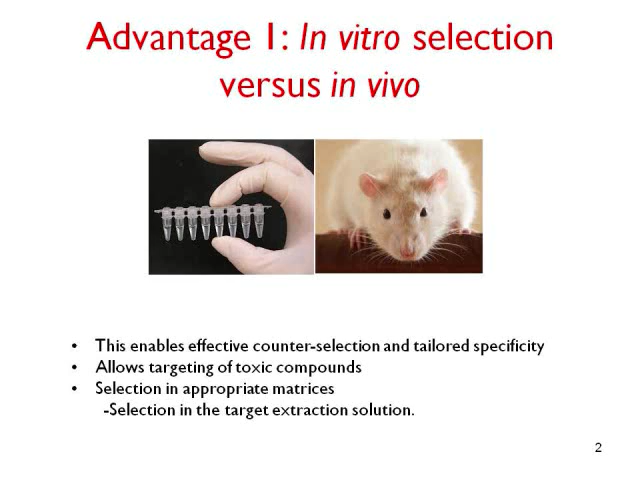 Advantage 1: In vitro selection
versus in vivo
• This enables effective counter-selection and tailored specificity
• Allows targeting of toxic compounds
• Selection in appropriate matrices
-Selection in the target extraction solution.
2